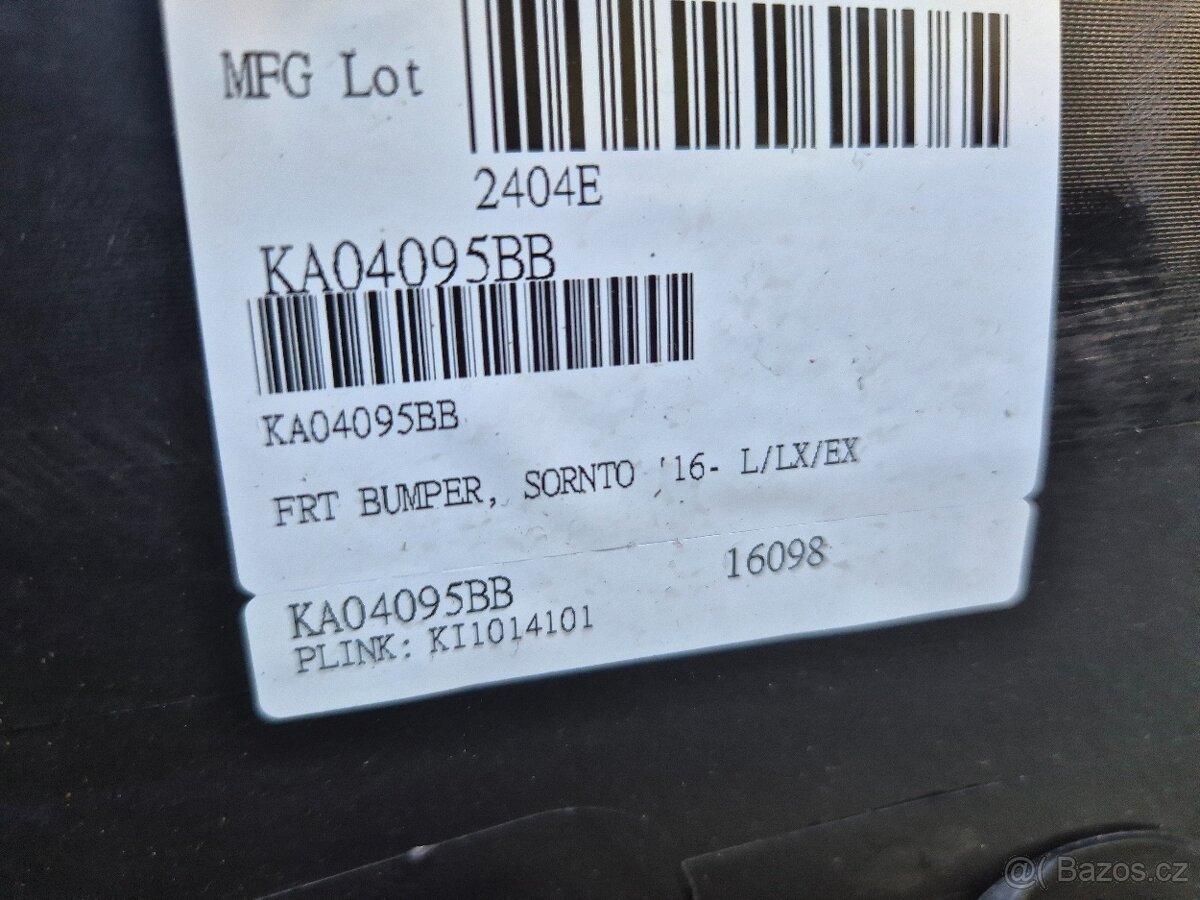 MFG Lot
2404E
KA04095BB
KA04095BB
FRT BUMPER, SORNTO '16- L/LX/EX
KA04095BB 16098
PLINK: KI1014101
@( Bazos.cz